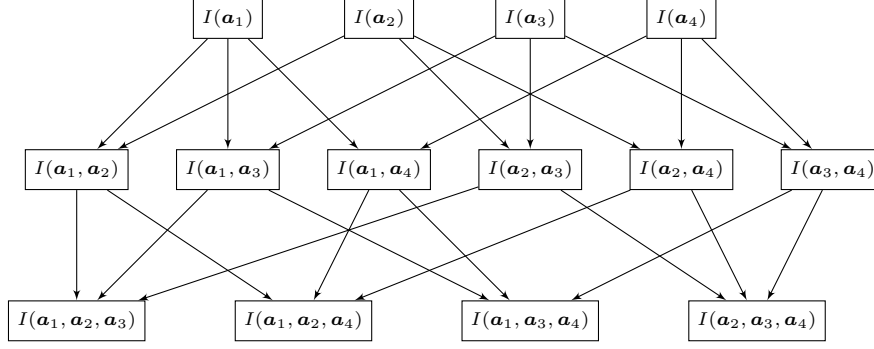 I(a₁) I(a₂) I(a₃) I(a₄)
I(a₁, a₂) I(a₁, a₃) I(a₁, a₄) I(a₂, a₃) I(a₂, a₄) I(a₃, a₄)
I(a₁, a₂, a₃) I(a₁, a₂, a₄) I(a₁, a₃, a₄) I(a₂, a₃, a₄)